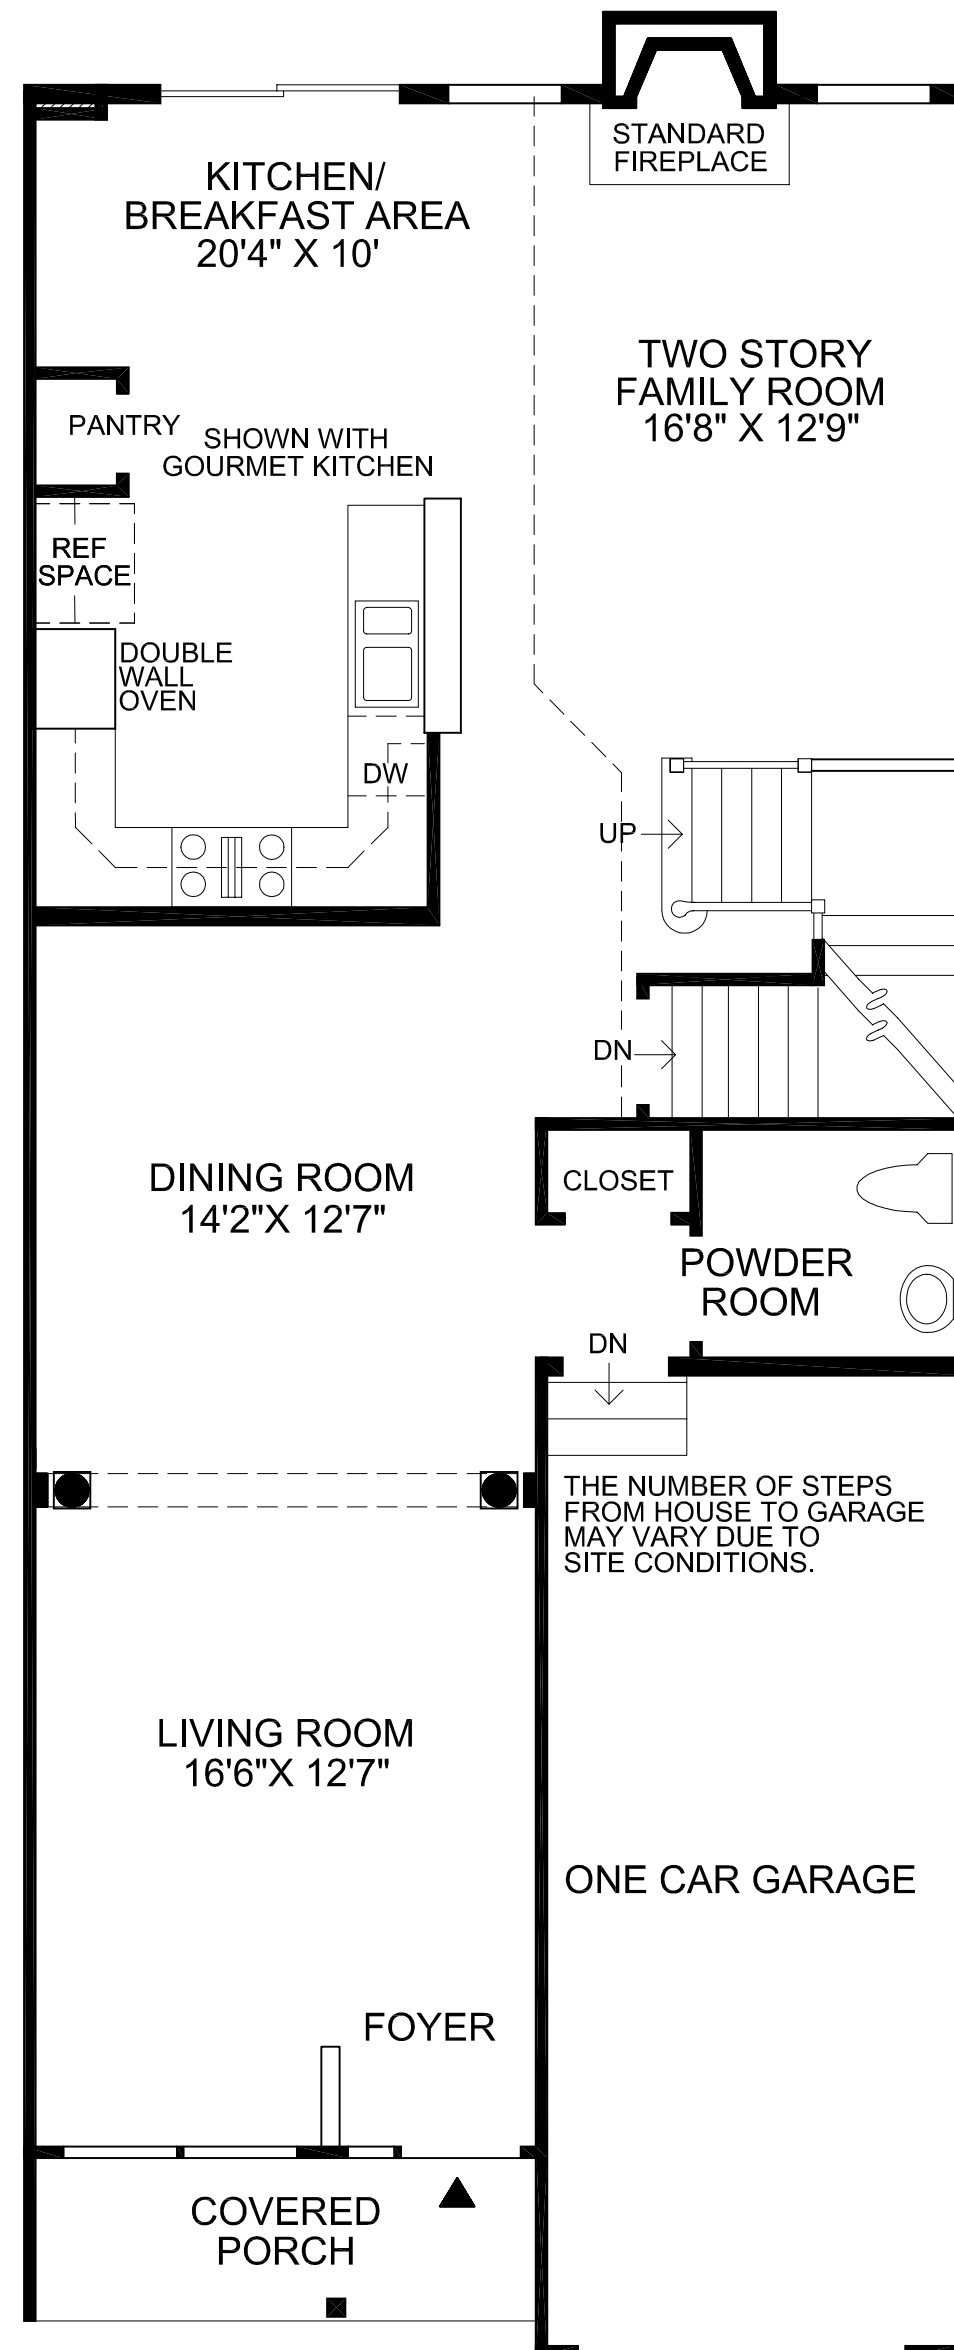 STANDARD
FIREPLACE
KITCHEN/
BREAKFAST AREA
20'4" X 10'
TWO STORY
FAMILY ROOM
16'8" X 12'9"
PANTRY
SHOWN WITH
GOURMET KITCHEN
REF
SPACE
DOUBLE
WALL
OVEN
DW
UP
DN
CLOSET
DINING ROOM
14'2"X 12'7"
POWDER
ROOM
DN
THE NUMBER OF STEPS
FROM HOUSE TO GARAGE
MAY VARY DUE TO
SITE CONDITIONS.
LIVING ROOM
16'6"X 12'7"
ONE CAR GARAGE
FOYER
COVERED
PORCH